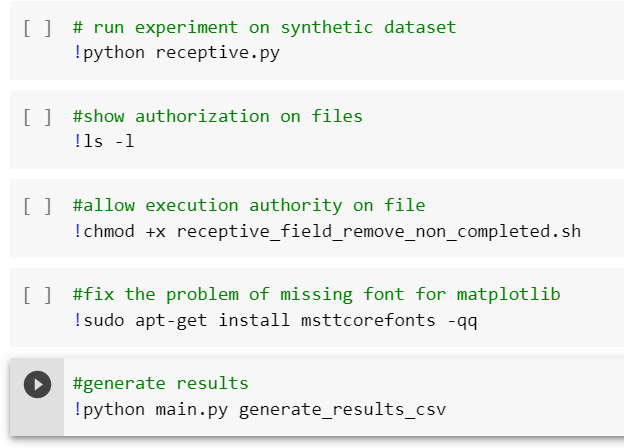 [ ] # run experiment on synthetic dataset
!python receptive.py
[ ] #show authorization on files
!ls -l
[ ] #allow execution authority on file
!chmod +x receptive_field_remove_non_completed.sh
[ ] #fix the problem of missing font for matplotlib
!sudo apt-get install msttcorefonts -qq
#generate results
!python main.py generate_results_csv